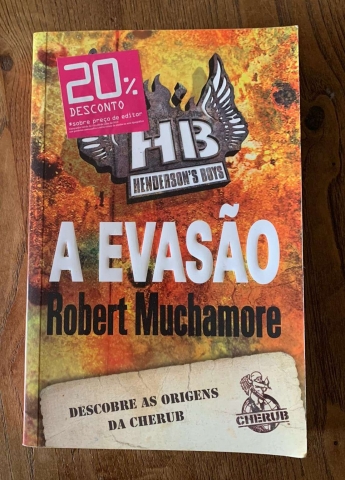 20%
DESCONTO
*sobre preço de editor
HB
HENDERSON'S BOYS
A EVASÃO
Robert Muchamore
DESCOBRE AS ORIGENS
DA CHERUB
CHERUB